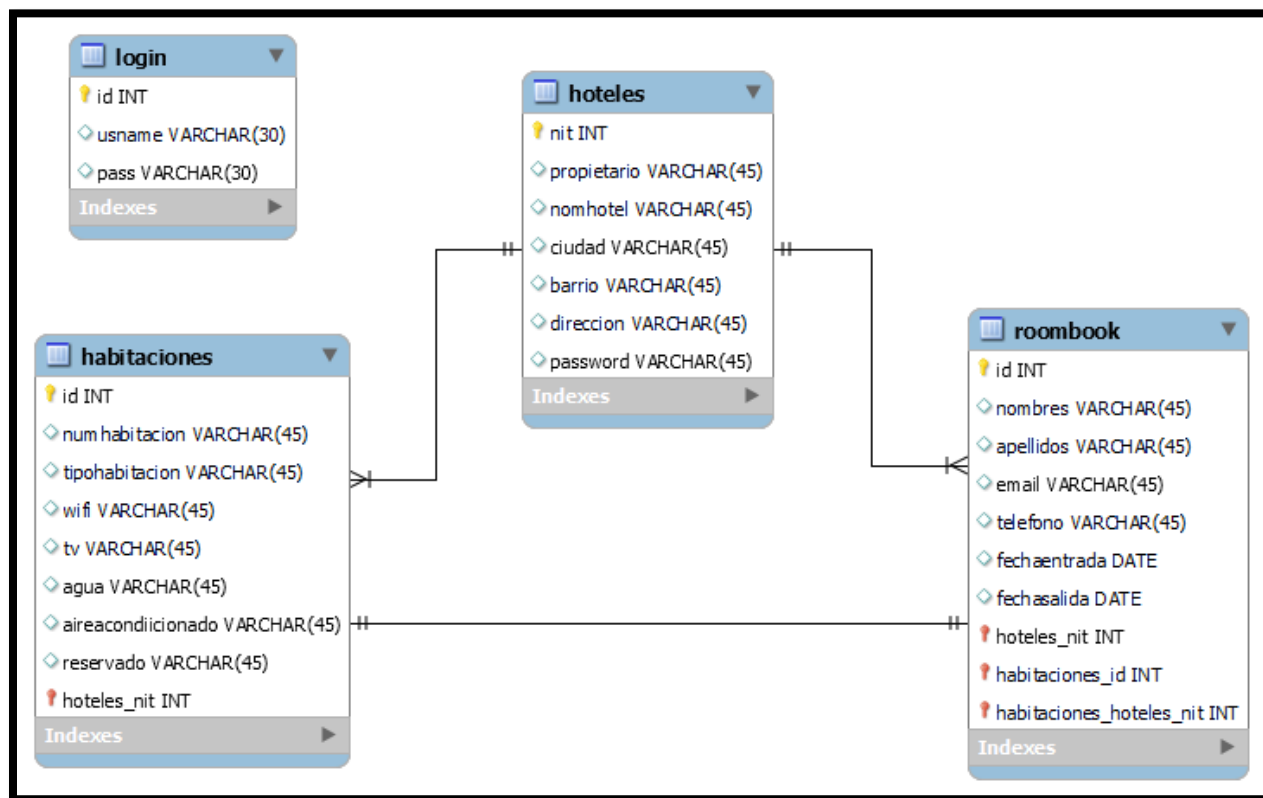 login
id INT
usname VARCHAR(30)
pass VARCHAR(30)
Indexes
hoteles
nit INT
propietario VARCHAR(45)
nomhotel VARCHAR(45)
ciudad VARCHAR(45)
barrio VARCHAR(45)
direccion VARCHAR(45)
password VARCHAR(45)
Indexes
habitaciones
id INT
numhabitacion VARCHAR(45)
tipohabitacion VARCHAR(45)
wifi VARCHAR(45)
tv VARCHAR(45)
agua VARCHAR(45)
aireacondiicionado VARCHAR(45)
reservado VARCHAR(45)
hoteles_nit INT
Indexes
roombook
id INT
nombres VARCHAR(45)
apellidos VARCHAR(45)
email VARCHAR(45)
telefono VARCHAR(45)
fechaentrada DATE
fechasalida DATE
hoteles_nit INT
habitaciones_id INT
habitaciones_hoteles_nit INT
Indexes